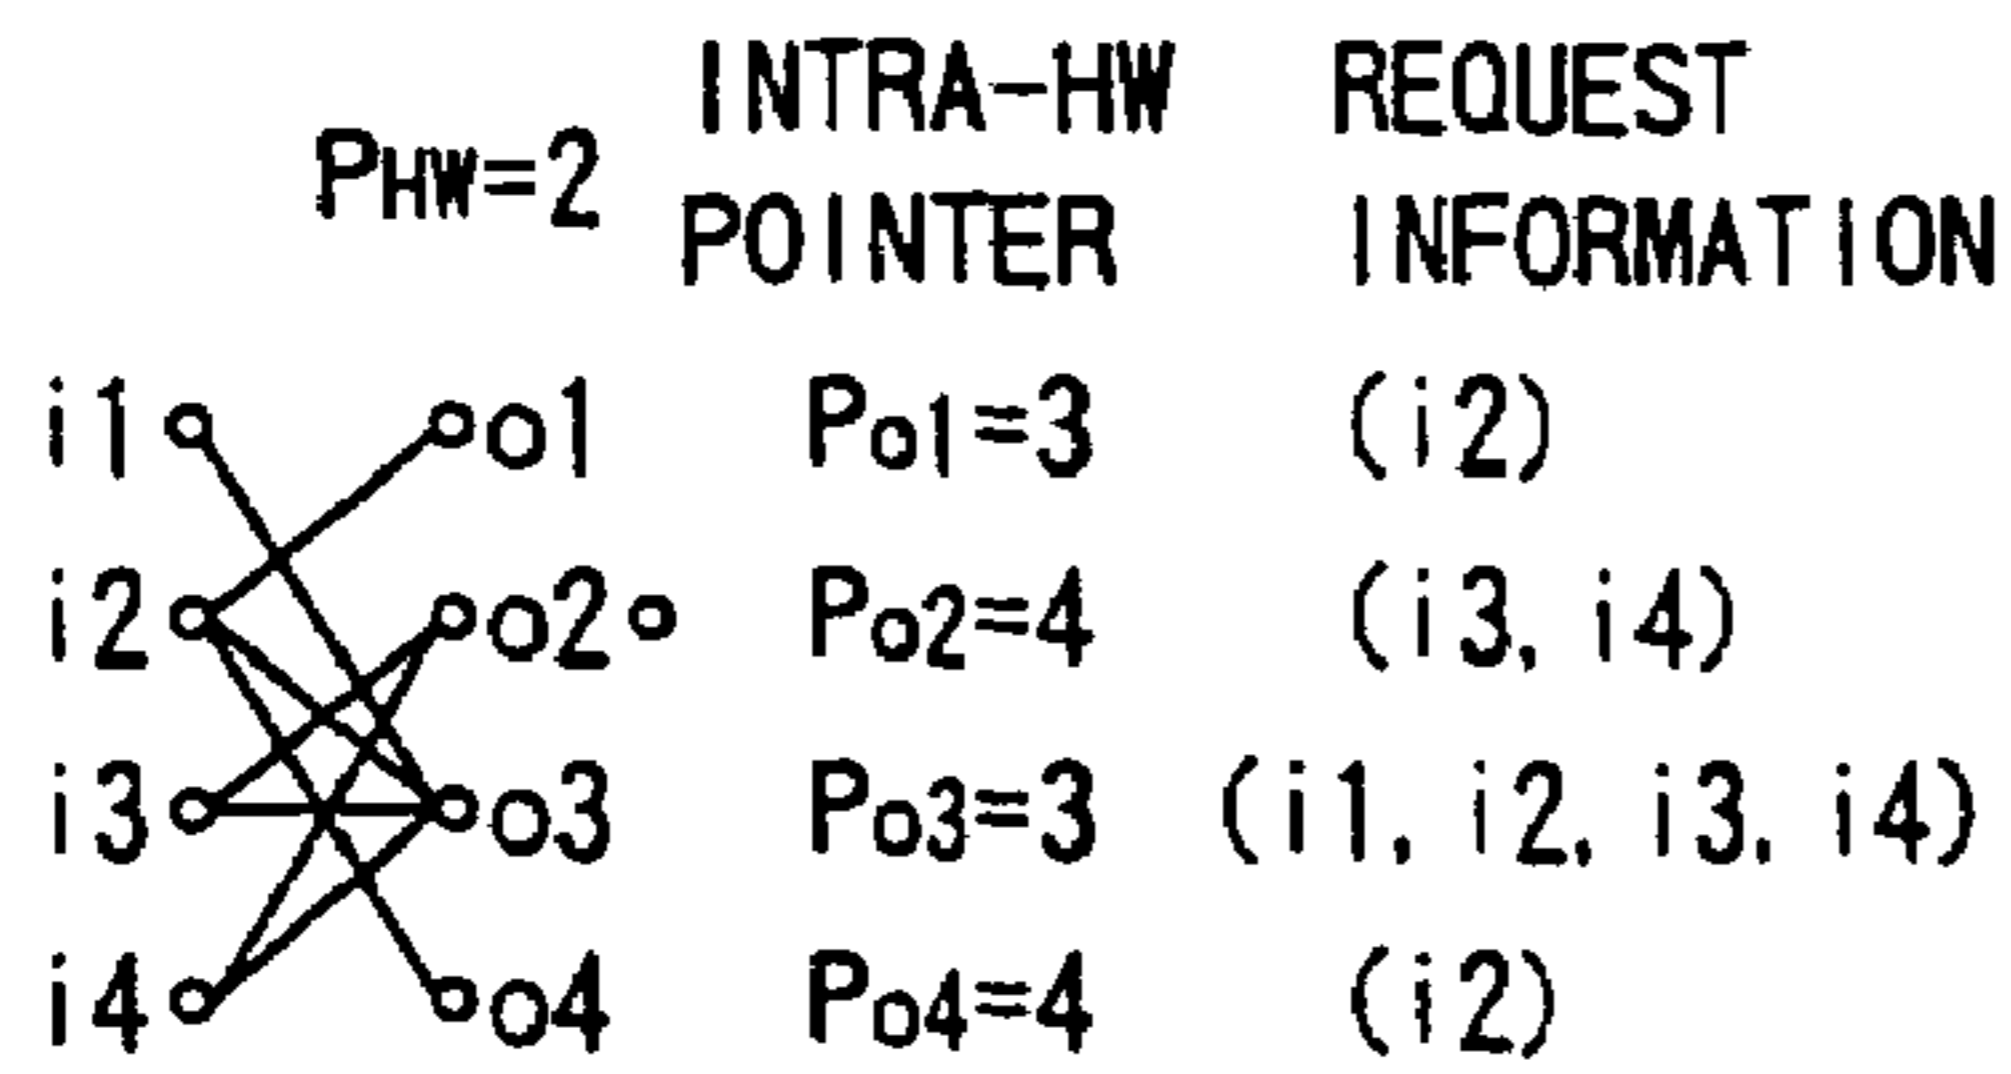 INTRA-HW REQUEST
PHW=2 POINTER INFORMATION
i1 o1 Po1=3 (i2)
i2 o2 Po2=4 (i3, i4)
i3 o3 Po3=3 (i1, i2, i3, i4)
i4 o4 Po4=4 (i2)